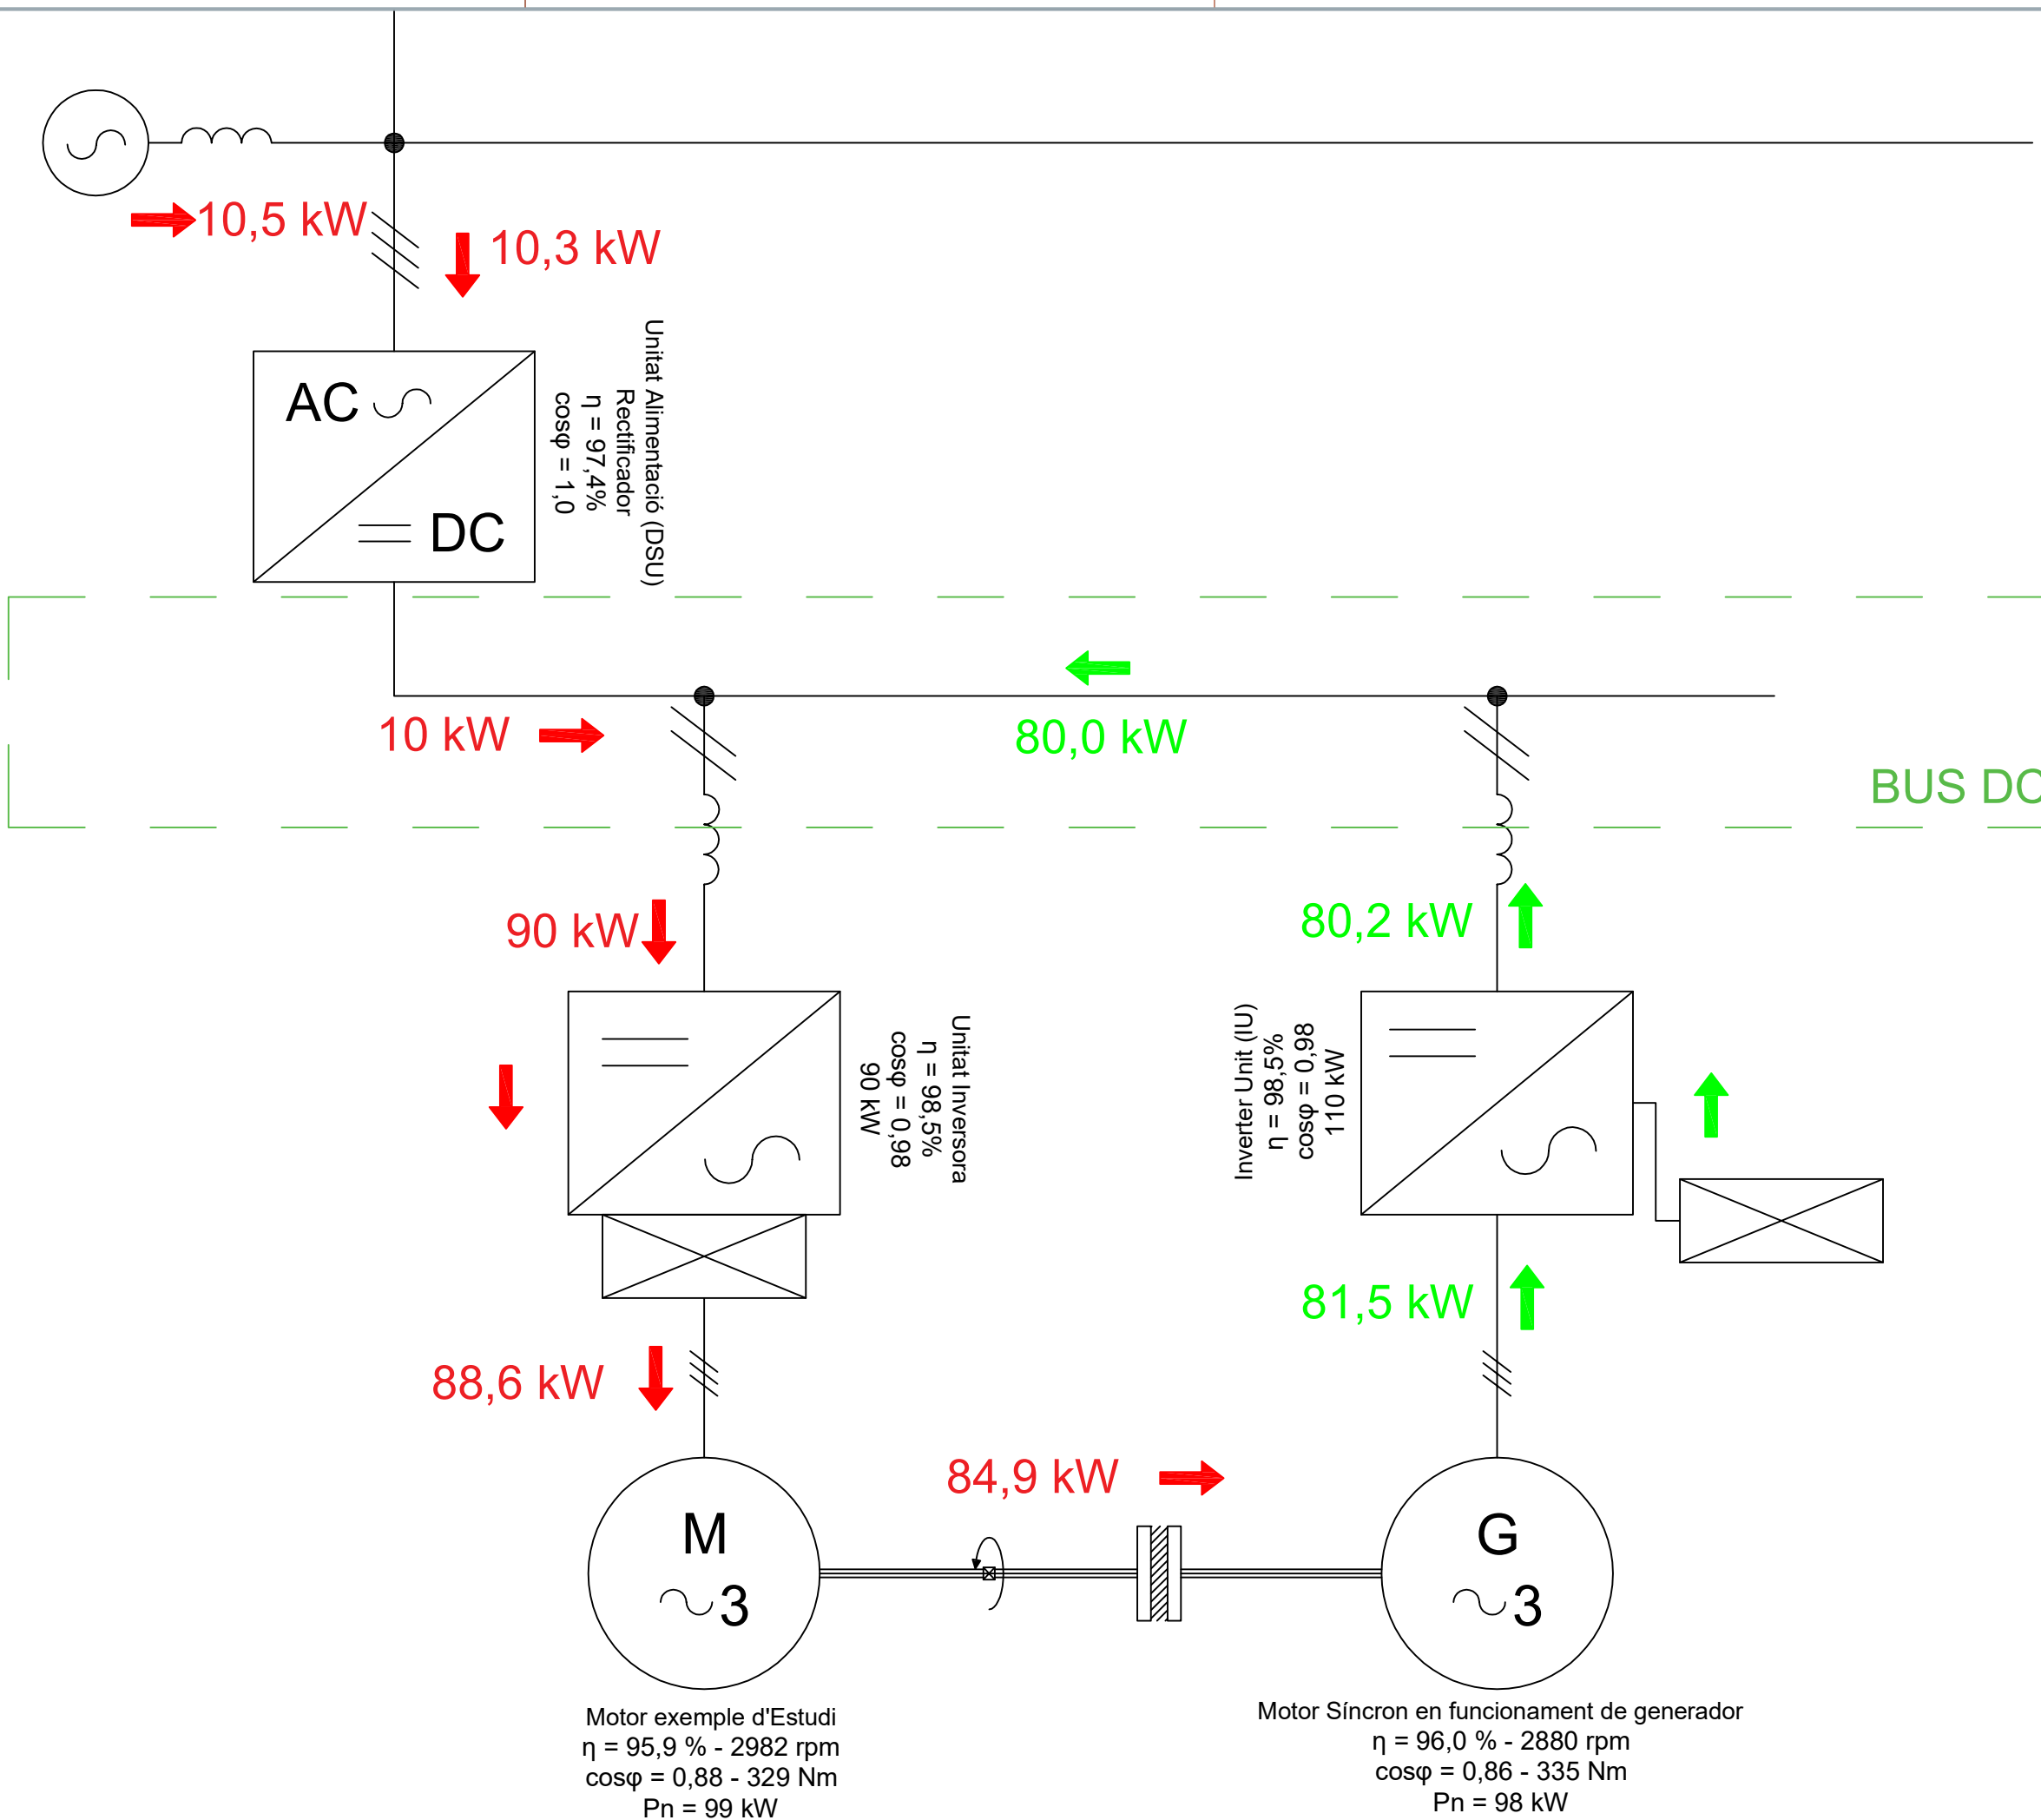 10,5 kW
10,3 kW
AC
DC
Unitat Alimentació (DSU)
Rectificador
η = 97,4%
cosφ = 1,0
10 kW
80,0 kW
BUS DC
90 kW
80,2 kW
Unitat Inversora
η = 98,5%
cosφ = 0,98
90 kW
Inverter Unit (IU)
η = 98,5%
cosφ = 0,98
110 kW
81,5 kW
88,6 kW
84,9 kW
M
3
G
3
Motor exemple d'Estudi
η = 95,9 % - 2982 rpm
cosφ = 0,88 - 329 Nm
Pn = 99 kW
Motor Síncron en funcionament de generador
η = 96,0 % - 2880 rpm
cosφ = 0,86 - 335 Nm
Pn = 98 kW